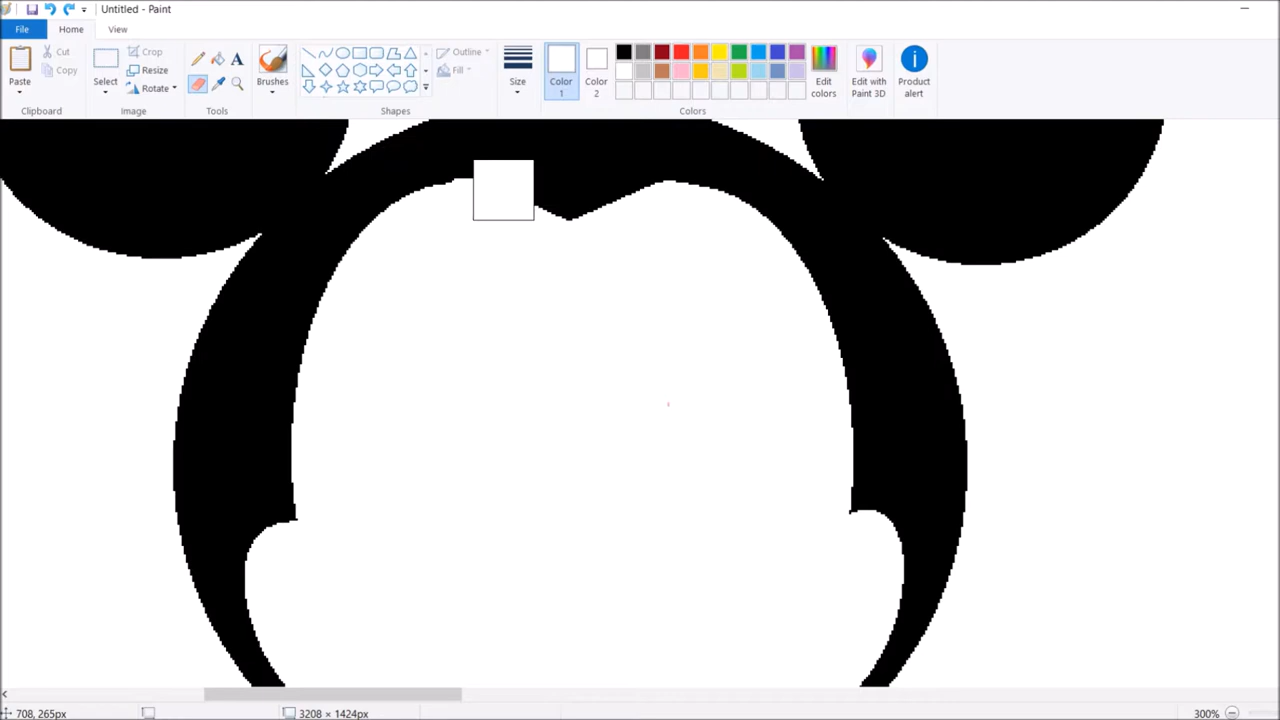 Untitled - Paint
File Home View
Paste
Cut
Copy
Clipboard
Select
Crop
Resize
Rotate
Image
A
Tools
Brushes
Outline
Fill
Shapes
Size
Color
1
Color
2
Edit
colors
Colors
Edit with
Paint 3D
Product
alert
708, 265px
3208 × 1424px
300%